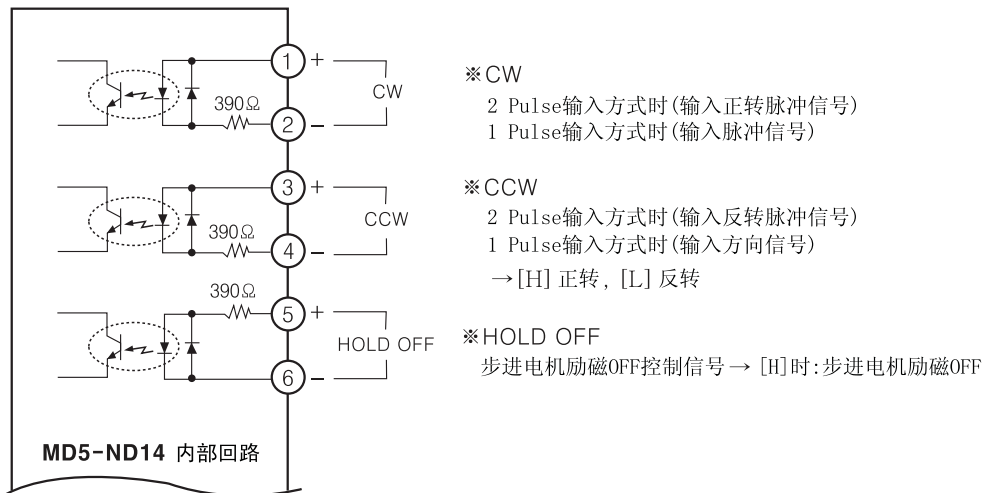 1 +
390Ω
CW
2 −
3 +
CCW
390Ω
4 −
390Ω
5 +
HOLD OFF
6 −
MD5-ND14 内部回路
※CW
2 Pulse输入方式时(输入正转脉冲信号)
1 Pulse输入方式时(输入脉冲信号)
※CCW
2 Pulse输入方式时(输入反转脉冲信号)
1 Pulse输入方式时(输入方向信号)
→[H] 正转, [L] 反转
※HOLD OFF
步进电机励磁OFF控制信号→ [H]时:步进电机励磁OFF